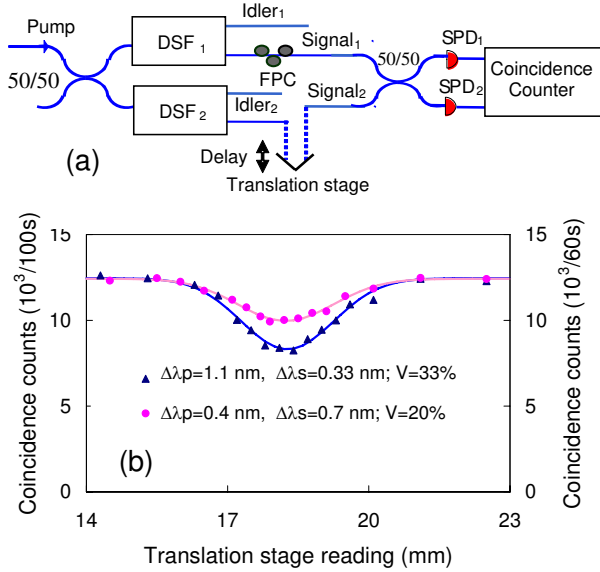 Pump
50/50
DSF 1
DSF 2
Idler1
Signal1
FPC
Idler2
Signal2
Delay
Translation stage
50/50
SPD1
SPD2
Coincidence
Counter
(a)
Coincidence counts (10³/100s)
15
10
5
0
Coincidence counts (10³/60s)
15
10
5
0
Δλp=1.1 nm, Δλs=0.33 nm; V=33%
Δλp=0.4 nm, Δλs=0.7 nm; V=20%
(b)
14
17
20
23
Translation stage reading (mm)